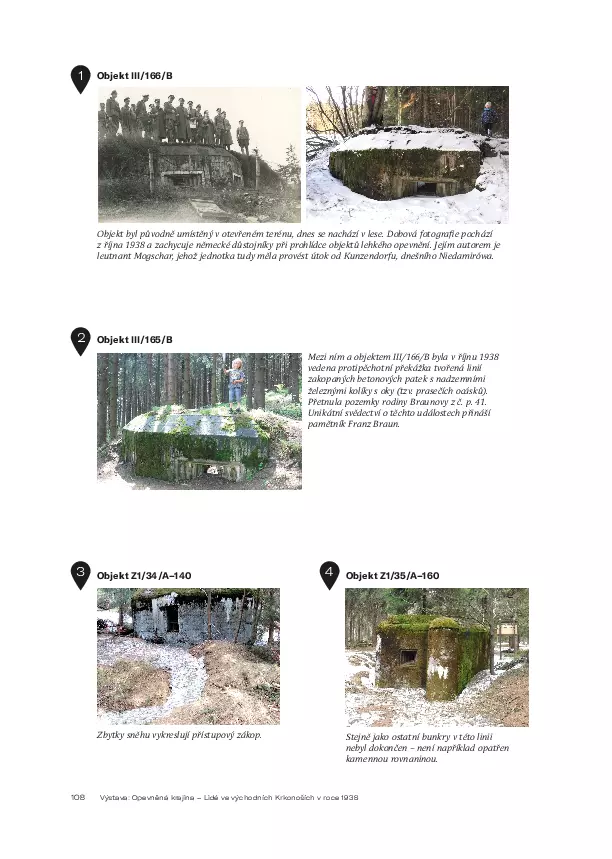 1
Objekt III/166/B
Objekt byl původně umístěný v otevřeném terénu, dnes se nachází v lese. Dobová fotografie pochází
z října 1938 a zachycuje německé důstojníky při prohlídce objektů lehkého opevnění. Jejím autorem je
leutnant Mogschar, jehož jednotka tudy měla provést útok od Kunzendorfu, dnešního Niedamirówa.
2
Objekt III/165/B
Mezi ním a objektem III/166/B byla v říjnu 1938
vedena protipěchotní překážka tvořená linií
zakopaných betonových patek s nadzemními
železnými kolíky s oky (tzv. prasečích ocásků).
Přetnula pozemky rodiny Braunovy z č. p. 41.
Unikátní svědectví o těchto událostech přináší
pamětník Franz Braun.
3
Objekt Z1/34/A–140
Zbytky sněhu vykreslují přístupový zákop.
4
Objekt Z1/35/A–160
Stejně jako ostatní bunkry v této linii
nebyl dokončen – není například opatřen
kamennou rovnaninou.
108 Výstava: Opevněná krajina – Lidé ve východních Krkonoších v roce 1938